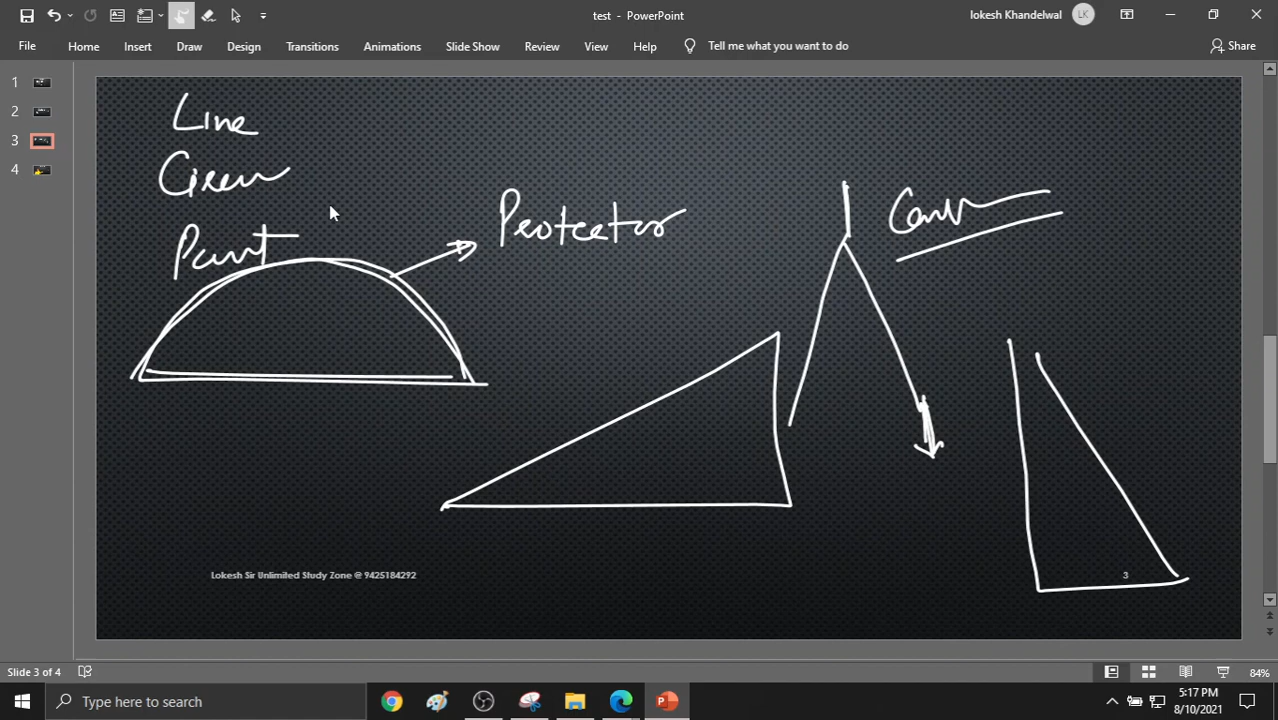 test - PowerPoint
lokesh Khandelwal
LK
File Home Insert Draw Design Transitions Animations Slide Show Review View Help Tell me what you want to do Share
1
2
3
4
Line
Point
Protector
Lokesh Sir Unlimited Study Zone @ 9425184292
3
Slide 3 of 4
84%
Type here to search
5:17 PM
8/10/2021